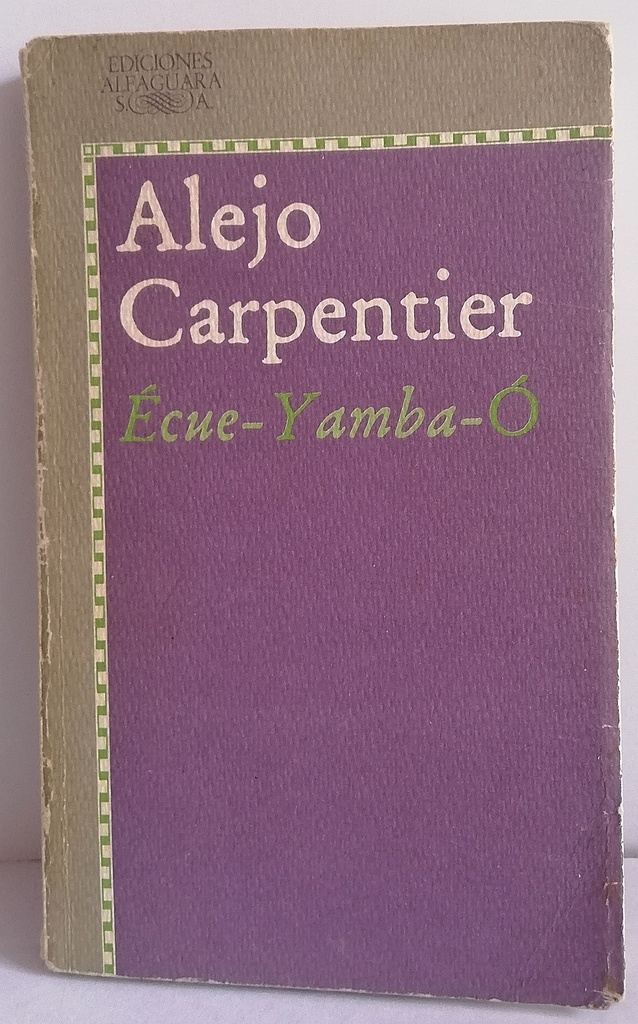 EDICIONES
ALFAGUARA
S. A.
Alejo
Carpentier
Écue-Yamba-Ó